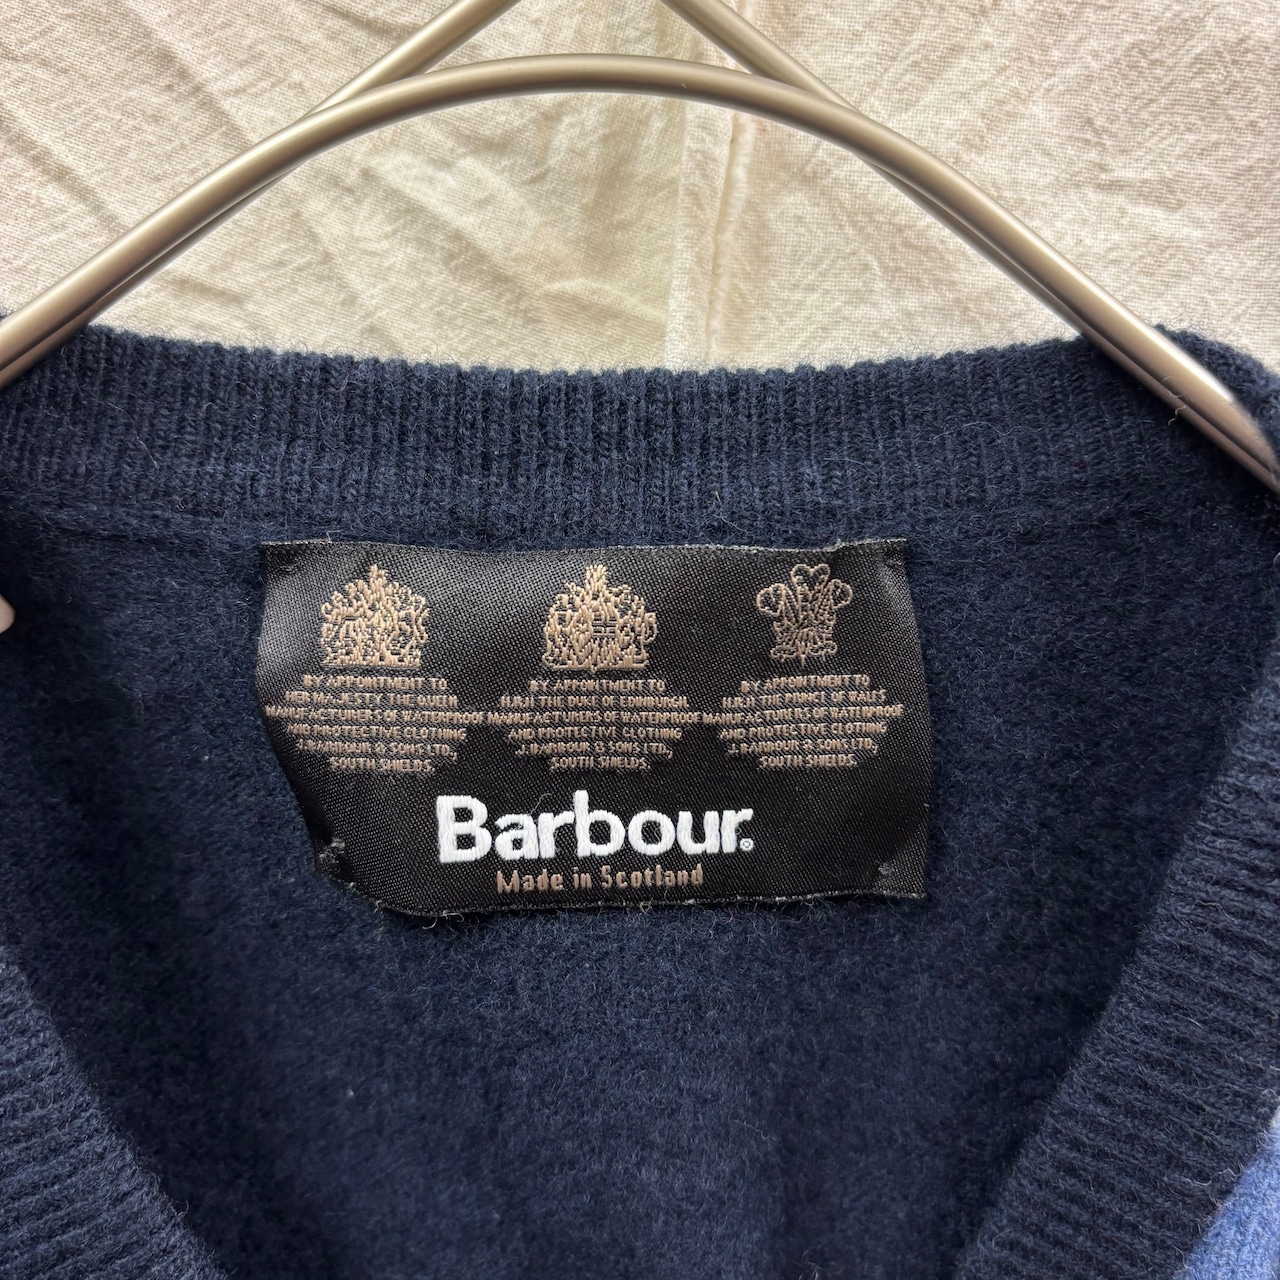 BY APPOINTMENT TO
HER MAJESTY THE QUEEN
MANUFACTURERS OF WATERPROOF
AND PROTECTIVE CLOTHING
J. BARBOUR & SONS LTD,
SOUTH SHIELDS.
BY APPOINTMENT TO
H.R.H THE DUKE OF EDINBURGH
MANUFACTURERS OF WATERPROOF
AND PROTECTIVE CLOTHING
J. BARBOUR & SONS LTD,
SOUTH SHIELDS.
BY APPOINTMENT TO
H.R.H THE PRINCE OF WALES
MANUFACTURERS OF WATERPROOF
AND PROTECTIVE CLOTHING
J. BARBOUR & SONS LTD,
SOUTH SHIELDS.
Barbour.®
Made in Scotland